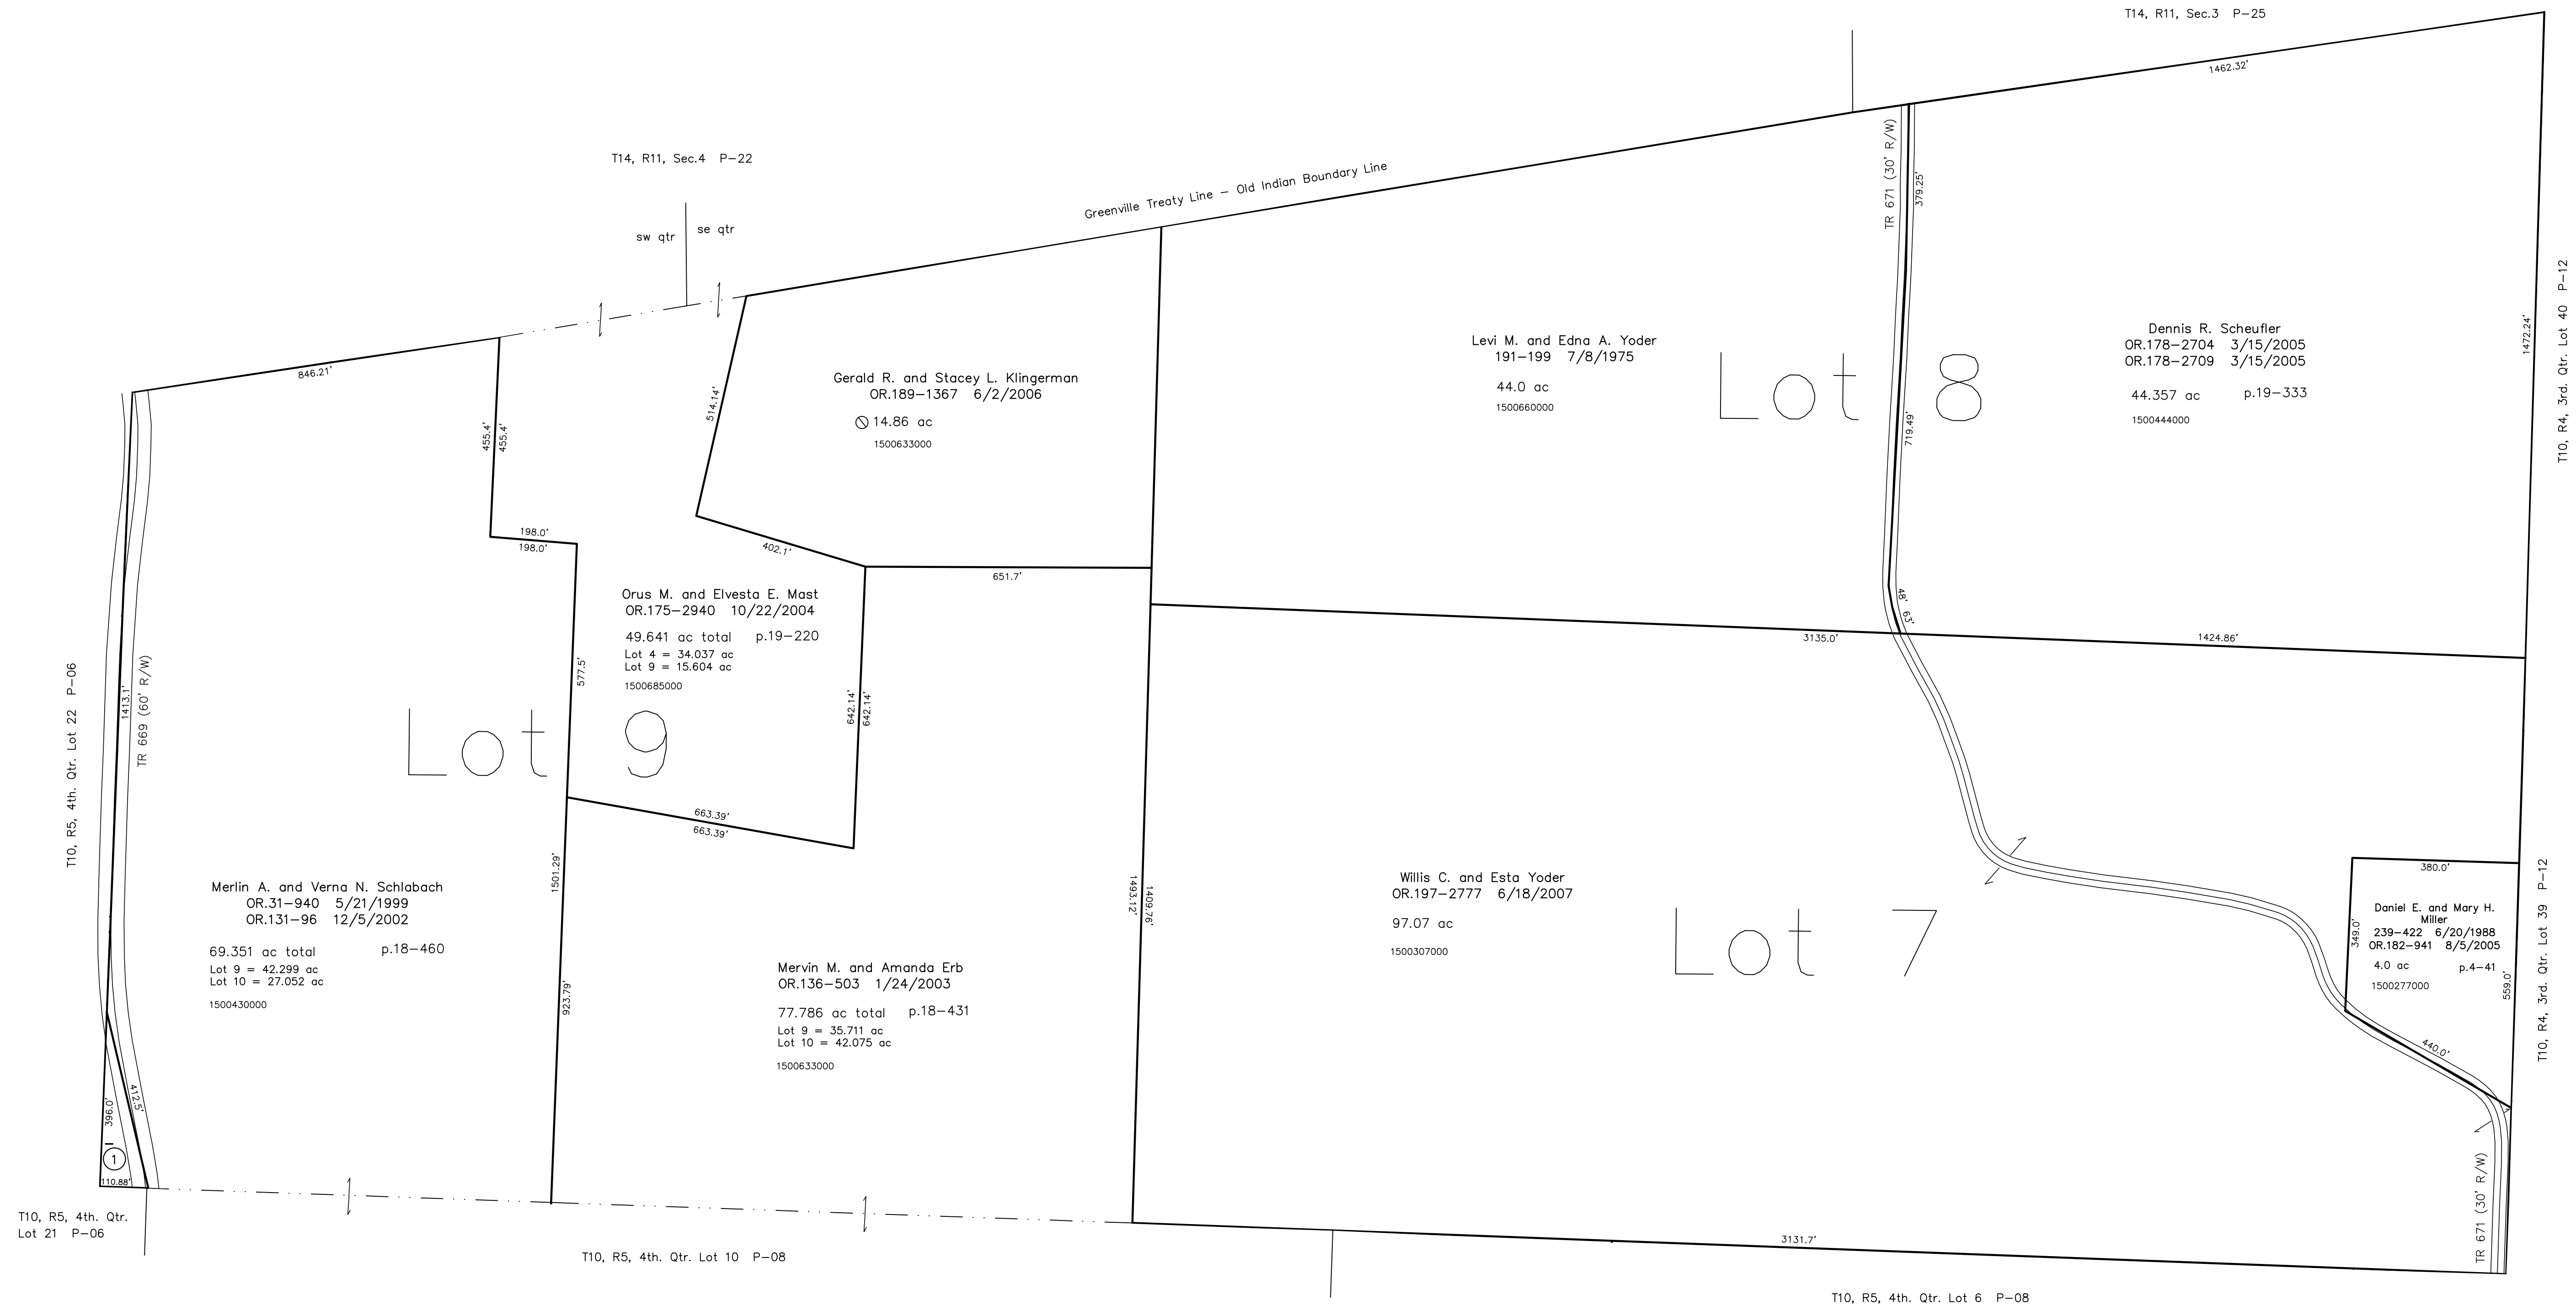 T14, R11, Sec.3  P-25
1462.32'
T14, R11, Sec.4  P-22
sw qtr
se qtr
Greenville Treaty Line - Old Indian Boundary Line
TR 671 (30' R/W)
379.25'
719.49'
48'
63'
1472.24'
T10, R4, 3rd. Qtr. Lot 40  P-12
846.21'
455.4'
455.4'
198.0'
198.0'
514.14'
402.1'
651.7'
Gerald R. and Stacey L. Klingerman
OR.189-1367  6/2/2006
14.86 ac
1500633000
Levi M. and Edna A. Yoder
191-199  7/8/1975
44.0 ac
1500660000
Lot 8
Dennis R. Scheufler
OR.178-2704  3/15/2005
OR.178-2709  3/15/2005
44.357 ac
p.19-333
1500444000
3135.0'
1424.86'
Orus M. and Elvesta E. Mast
OR.175-2940  10/22/2004
49.641 ac total
p.19-220
Lot 4 = 34.037 ac
Lot 9 = 15.604 ac
1500685000
577.5'
642.14'
642.14'
663.39'
663.39'
Lot 9
T10, R5, 4th. Qtr. Lot 22  P-06
1413.1'
TR 669 (60' R/W)
Merlin A. and Verna N. Schlabach
OR.31-940  5/21/1999
OR.131-96  12/5/2002
69.351 ac total
p.18-460
Lot 9 = 42.299 ac
Lot 10 = 27.052 ac
1500430000
1501.29'
923.79'
Mervin M. and Amanda Erb
OR.136-503  1/24/2003
77.786 ac total
p.18-431
Lot 9 = 35.711 ac
Lot 10 = 42.075 ac
1500633000
1493.12'
1409.76'
Willis C. and Esta Yoder
OR.197-2777  6/18/2007
97.07 ac
1500307000
Lot 7
380.0'
349.0'
Daniel E. and Mary H.
Miller
239-422  6/20/1988
OR.182-941  8/5/2005
4.0 ac
p.4-41
1500277000
559.0'
440.0'
T10, R4, 3rd. Qtr. Lot 39  P-12
TR 671 (30' R/W)
396.0'
412.5'
1
110.88'
T10, R5, 4th. Qtr.
Lot 21  P-06
T10, R5, 4th. Qtr. Lot 10  P-08
3131.7'
T10, R5, 4th. Qtr. Lot 6  P-08